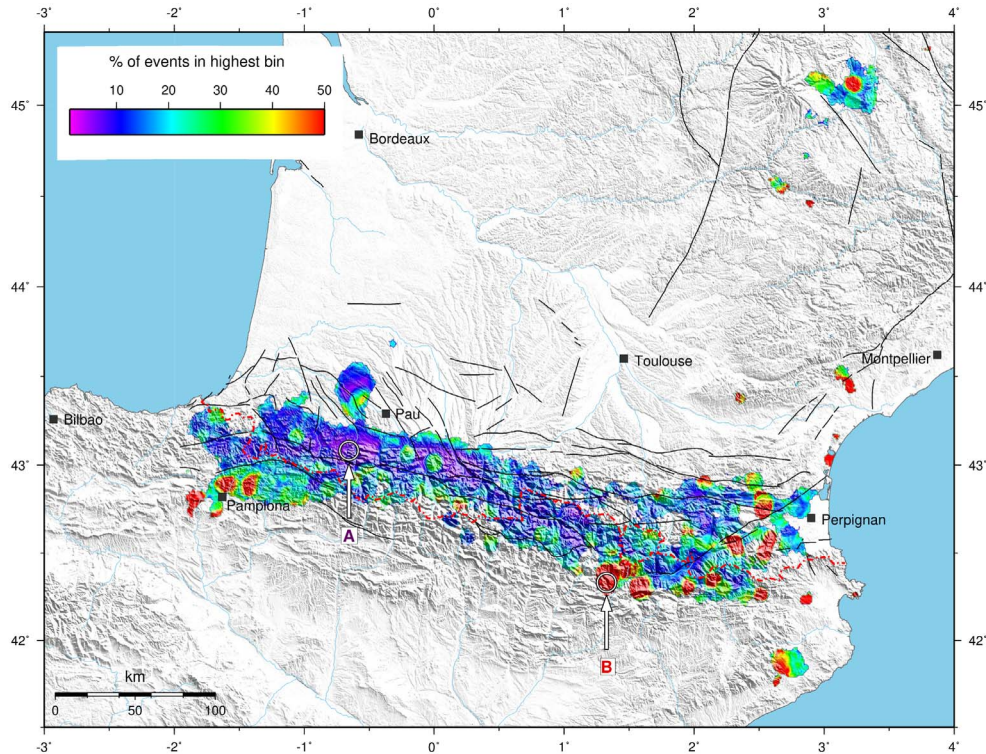 -3˚ -2˚ -1˚ 0˚ 1˚ 2˚ 3˚ 4˚
% of events in highest bin
10 20 30 40 50
45˚ 45˚
Bordeaux
44˚ 44˚
Toulouse
Montpellier
Bilbao
Pau
43˚ 43˚
Pamplona
Perpignan
A
B
42˚ 42˚
km
0 50 100
-3˚ -2˚ -1˚ 0˚ 1˚ 2˚ 3˚ 4˚